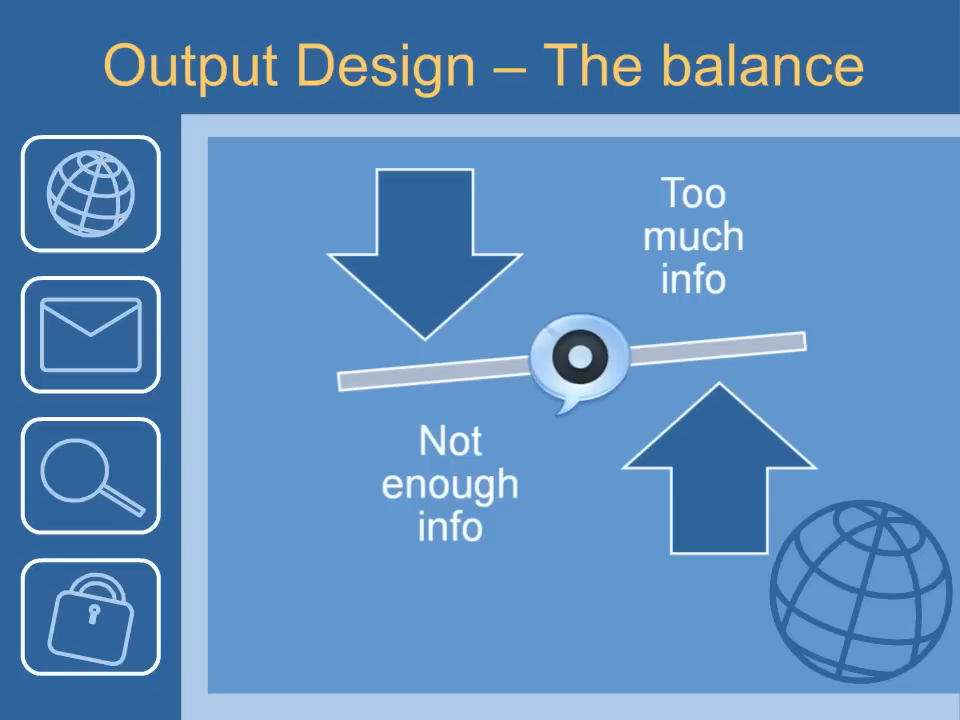 Output Design – The balance
Too
much
info
Not
enough
info